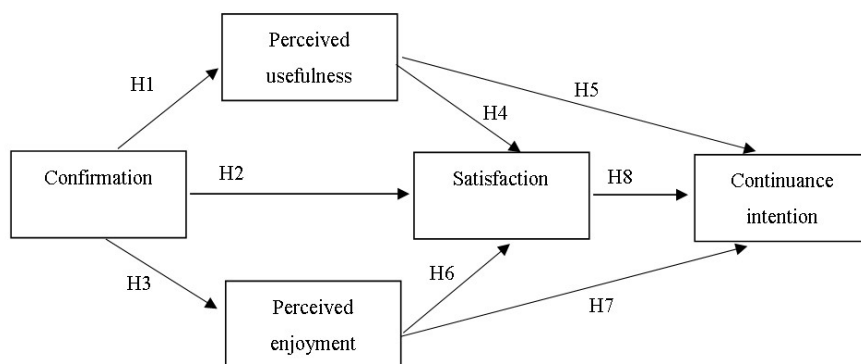 Perceived
usefulness
H1
H5
H4
Confirmation
H2
Satisfaction
H8
Continuance
intention
H3
H6
H7
Perceived
enjoyment